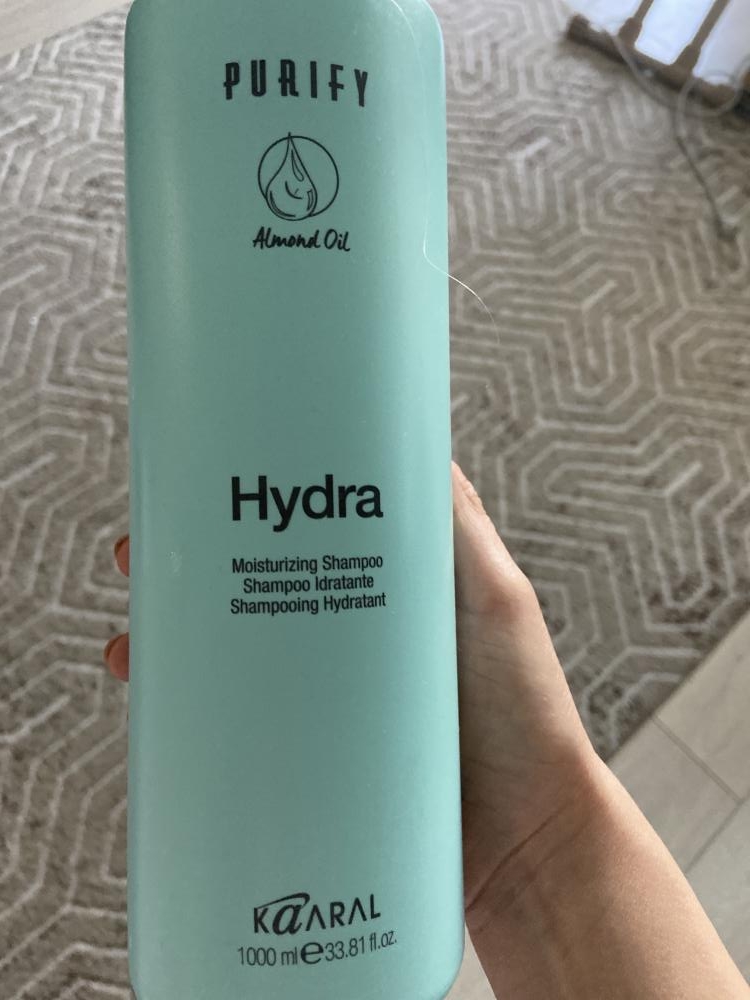 PURIFY
Almond Oil
Hydra
Moisturizing Shampoo
Shampoo Idratante
Shampooing Hydratant
KAARAL
1000 ml ℮ 33.81 fl.oz.